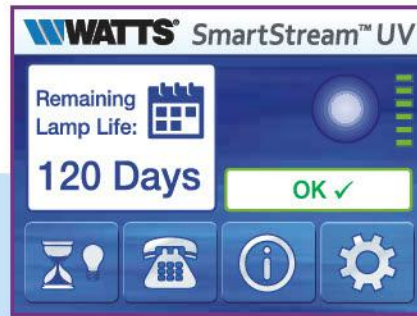 WATTS® SmartStream™ UV
Remaining
Lamp Life:
120 Days
OK ✓